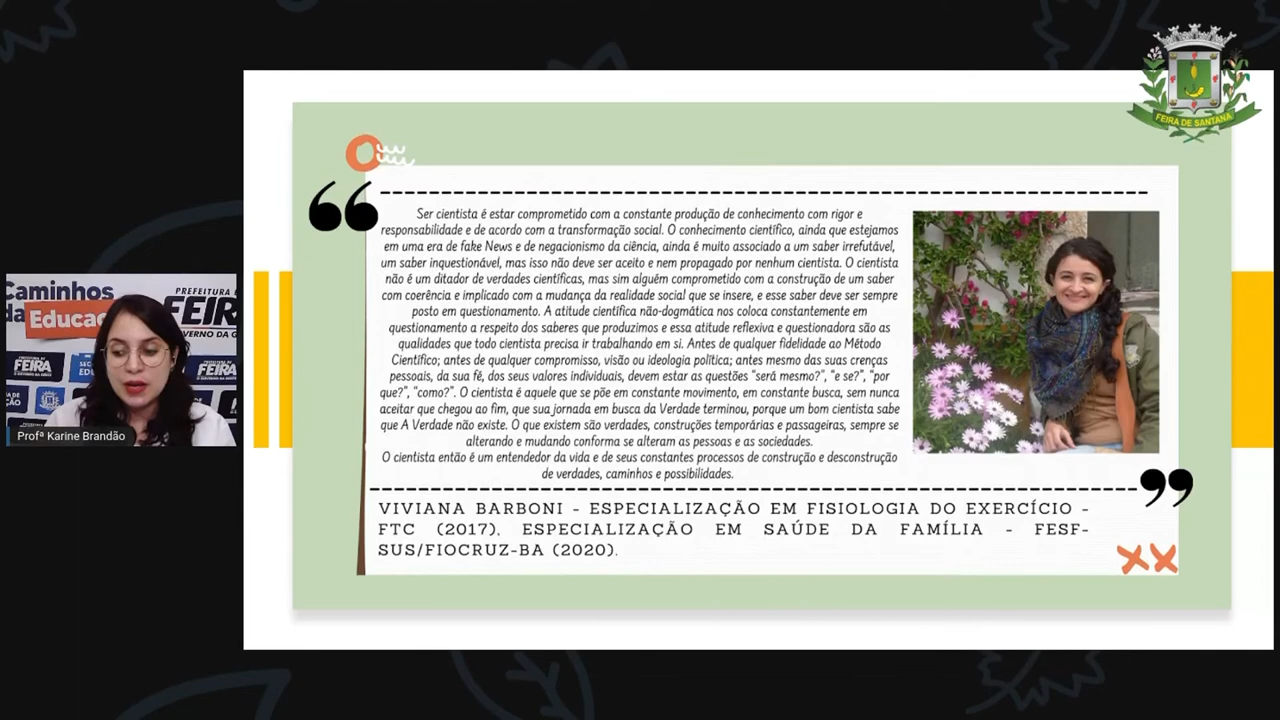 FEIRA DE SANTANA
Ser cientista é estar comprometido com a constante produção de conhecimento com rigor e
responsabilidade e de acordo com a transformação social. O conhecimento científico, ainda que estejamos
em uma era de fake News e de negacionismo da ciência, ainda é muito associado a um saber irrefutável,
um saber inquestionável, mas isso não deve ser aceito e nem propagado por nenhum cientista. O cientista
não é um ditador de verdades científicas, mas sim alguém comprometido com a construção de um saber
com coerência e implicado com a mudança da realidade social que se insere, e esse saber deve ser sempre
posto em questionamento. A atitude científica não-dogmática nos coloca constantemente em
questionamento a respeito dos saberes que produzimos e essa atitude reflexiva e questionadora são as
qualidades que todo cientista precisa ir trabalhando em si. Antes de qualquer fidelidade ao Método
Científico; antes de qualquer compromisso, visão ou ideologia política; antes mesmo das suas crenças
pessoais, da sua fé, dos seus valores individuais, devem estar as questões "será mesmo?", "e se?", "por
que?", "como?". O cientista é aquele que se põe em constante movimento, em constante busca, sem nunca
aceitar que chegou ao fim, que sua jornada em busca da Verdade terminou, porque um bom cientista sabe
que A Verdade não existe. O que existem são verdades, construções temporárias e passageiras, sempre se
alterando e mudando conforme se alteram as pessoas e as sociedades.
O cientista então é um entendedor da vida e de seus constantes processos de construção e desconstrução
de verdades, caminhos e possibilidades.
VIVIANA BARBONI - ESPECIALIZAÇÃO EM FISIOLOGIA DO EXERCÍCIO -
FTC (2017). ESPECIALIZAÇÃO EM SAÚDE DA FAMÍLIA - FESF-
SUS/FIOCRUZ-BA (2020).
Caminhos
da Educaç
PREFEITURA D
FEIR
VERNO DA G
PREFEITURA DE
FEIRA
SE
EDU
FEIRA
Profª Karine Brandão